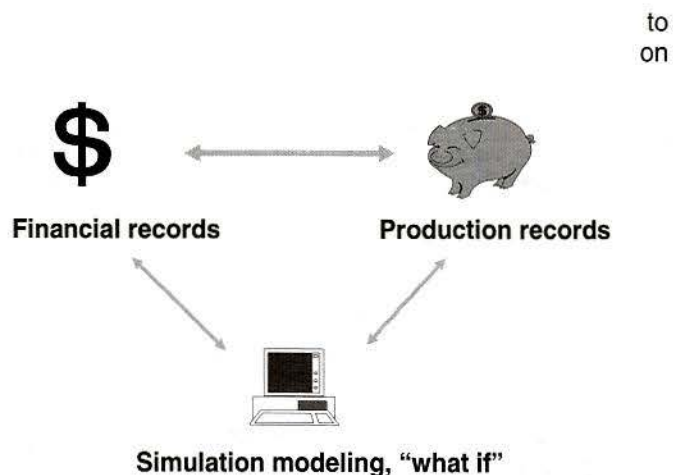 to
on
$
$
Financial records
Production records
Simulation modeling, “what if”